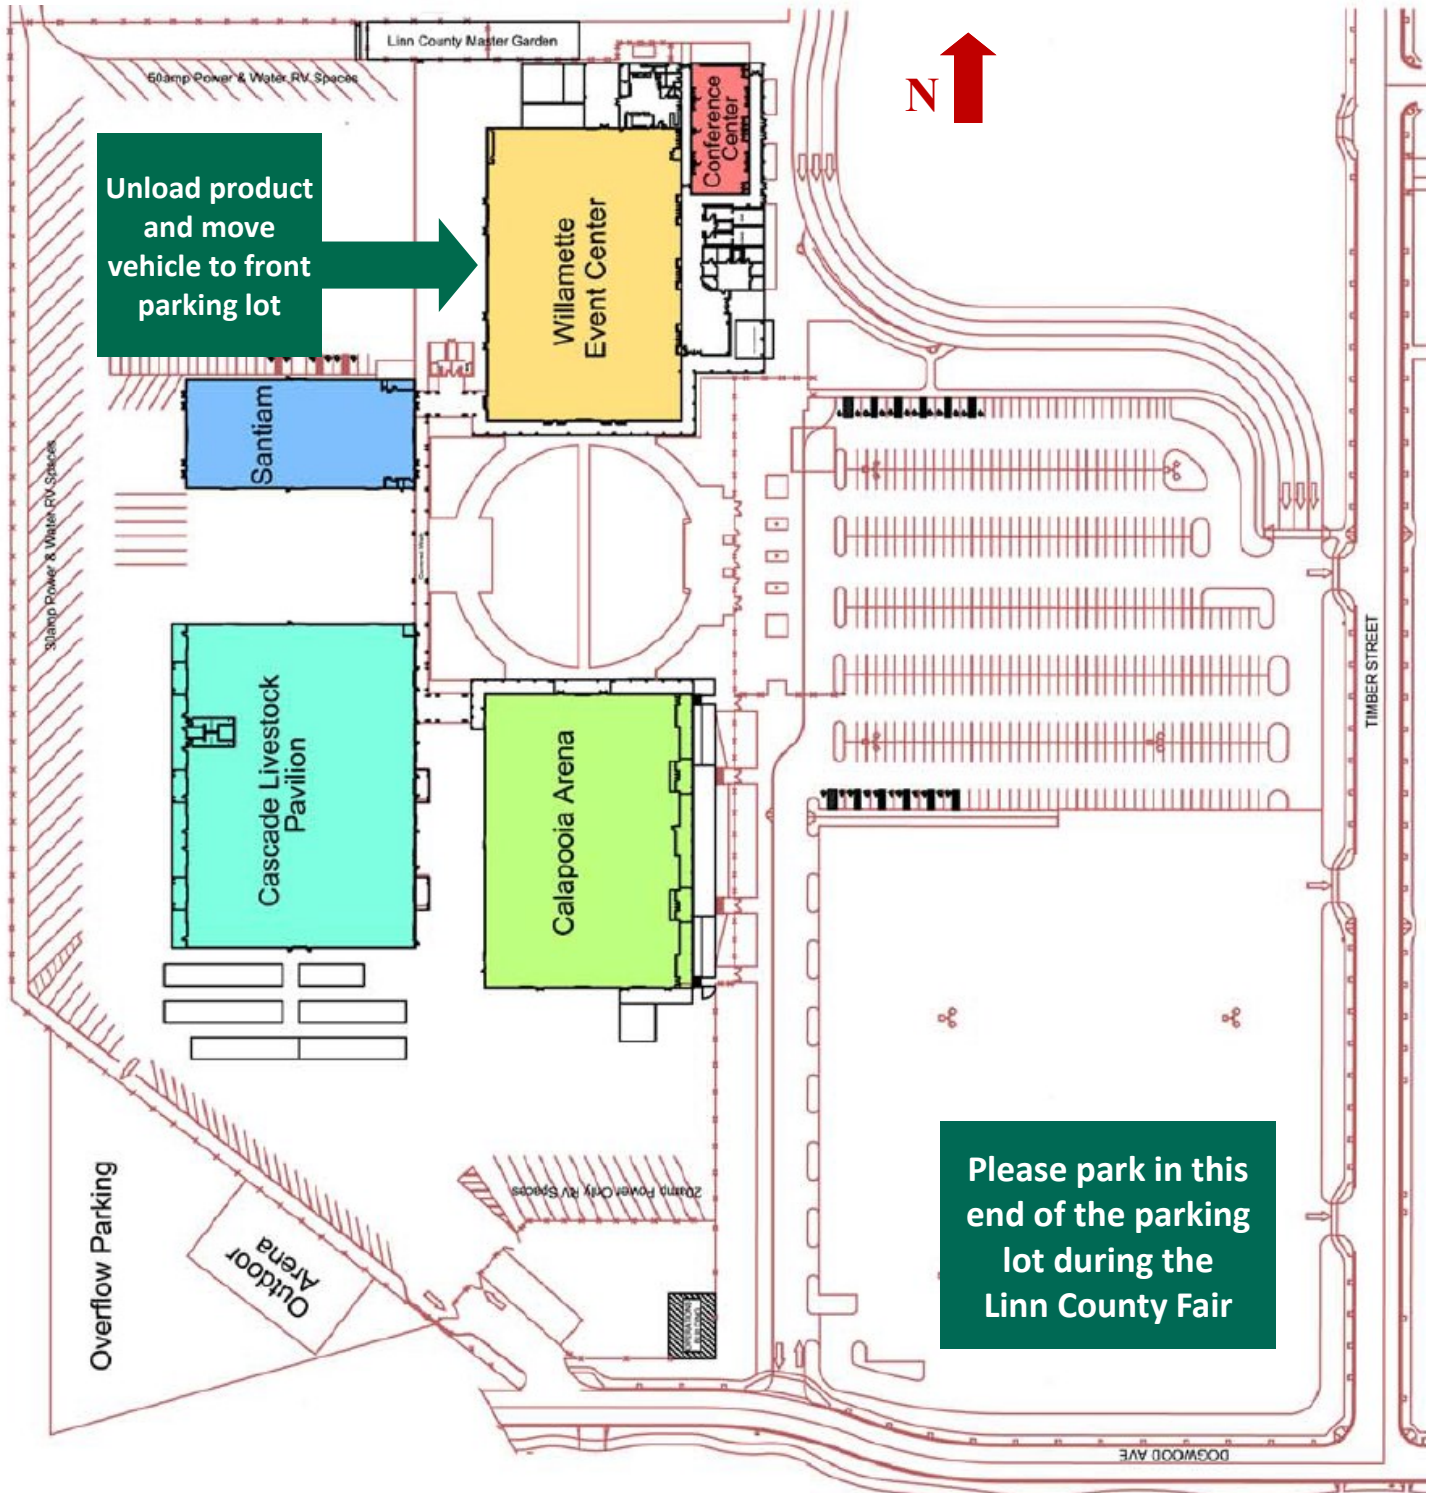 Linn County Master Garden
50amp Power & Water RV Spaces
N
Conference
Center
Unload product
and move
vehicle to front
parking lot
Willamette
Event Center
Santiam
30amp Power & Water RV Spaces
Cascade Livestock
Pavilion
Calapooia Arena
TIMBER STREET
Overflow Parking
Outdoor
Arena
20amp Power Only RV Spaces
Please park in this
end of the parking
lot during the
Linn County Fair
DOGWOOD AVE